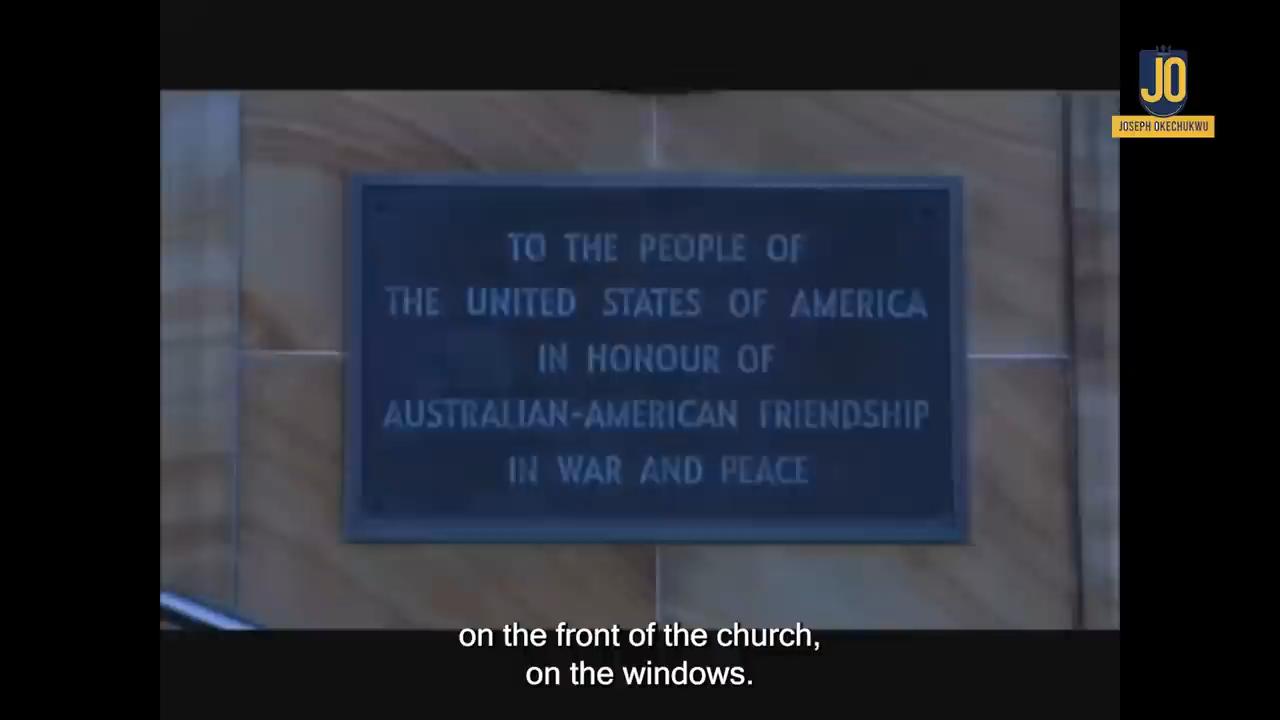 JO
JOSEPH OKECHUKWU
TO THE PEOPLE OF
THE UNITED STATES OF AMERICA
IN HONOUR OF
AUSTRALIAN-AMERICAN FRIENDSHIP
IN WAR AND PEACE
on the front of the church,
on the windows.